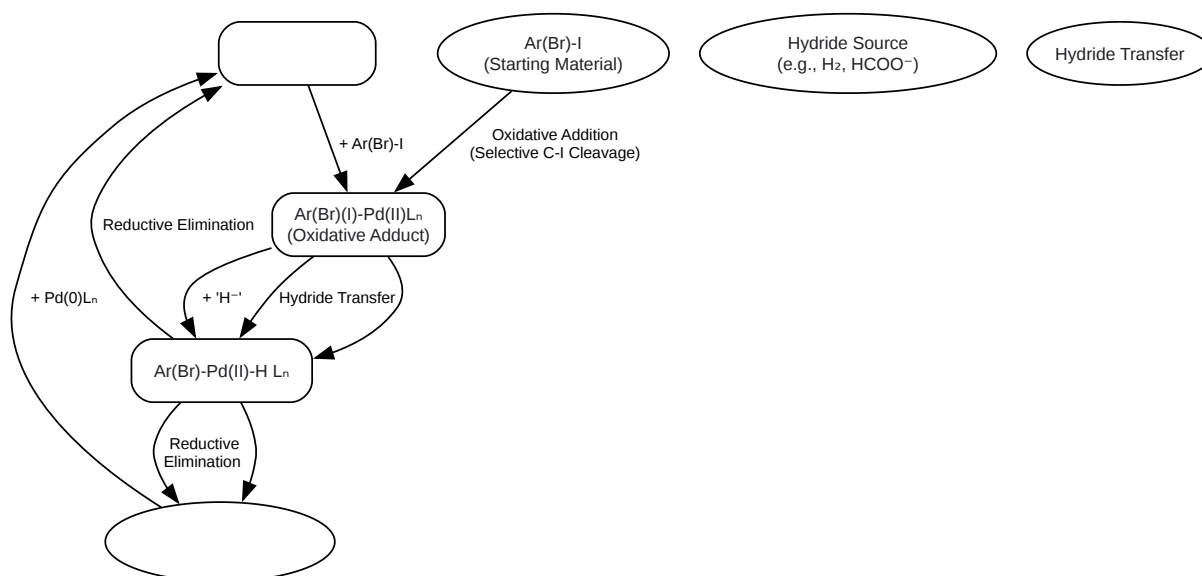 Ar(Br)-I
(Starting Material)
Hydride Source
(e.g., H₂, HCOO⁻)
Hydride Transfer
+ Ar(Br)-I
Oxidative Addition
(Selective C-I Cleavage)
Ar(Br)(I)-Pd(II)Lₙ
(Oxidative Adduct)
Reductive Elimination
+ Pd(0)Lₙ
+ 'H⁻'
Hydride Transfer
Ar(Br)-Pd(II)-H Lₙ
Reductive
Elimination